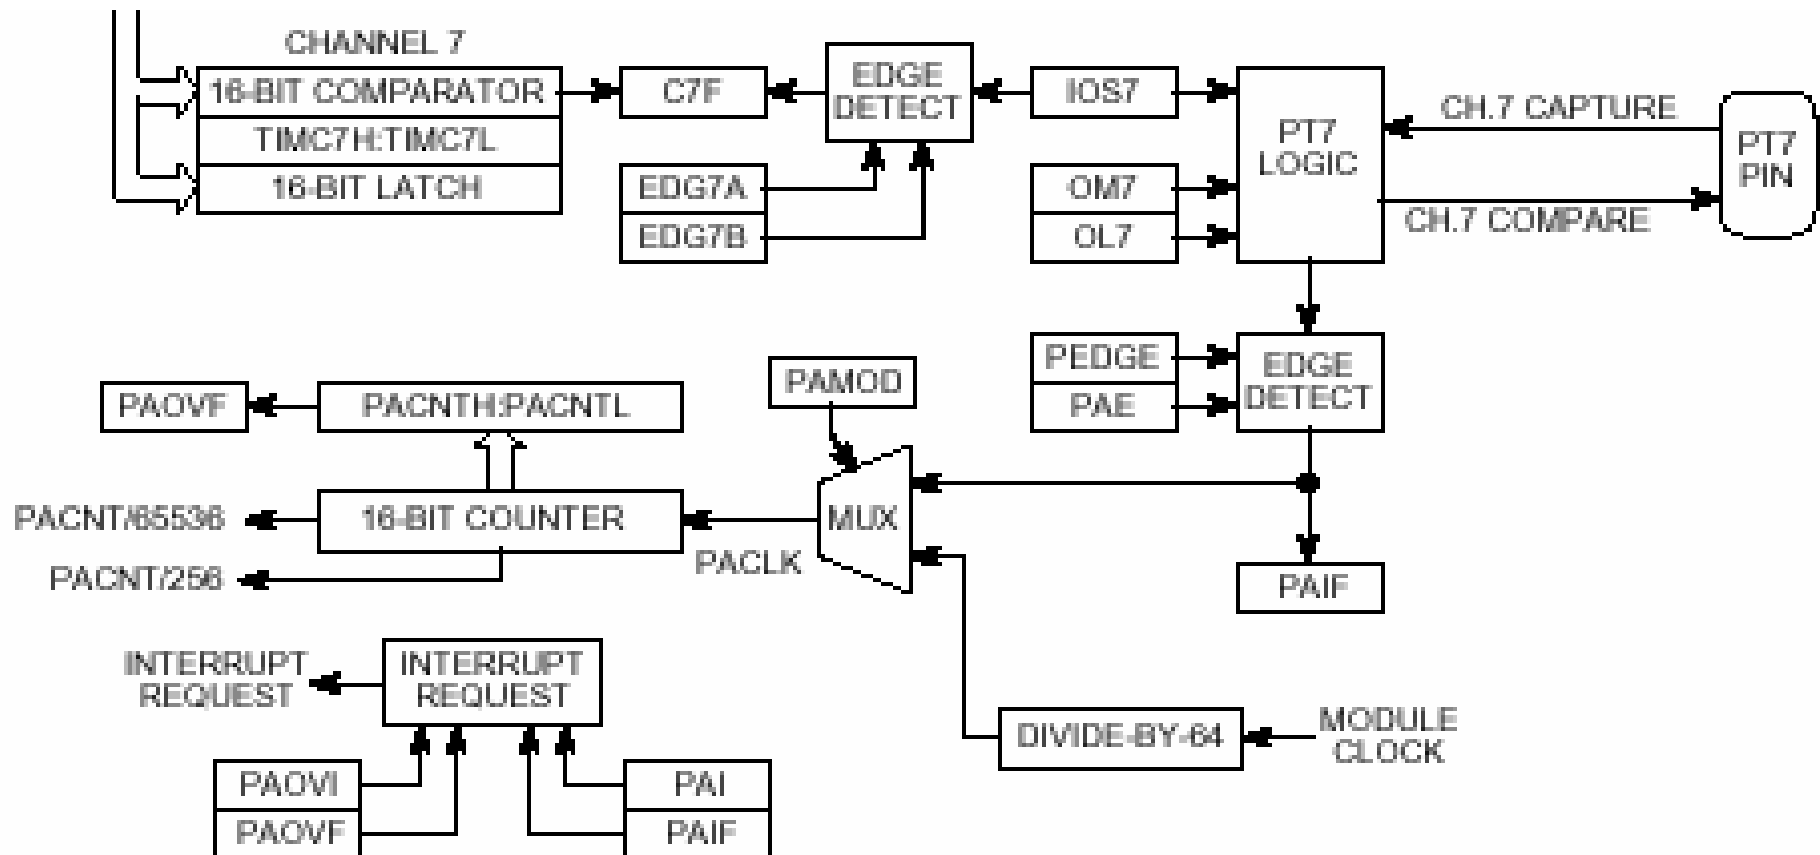 CHANNEL 7
16-BIT COMPARATOR
TIMC7H:TIMC7L
16-BIT LATCH
C7F
EDGE
DETECT
IOS7
EDG7A
EDG7B
OM7
OL7
PT7
LOGIC
CH.7 CAPTURE
CH.7 COMPARE
PT7
PIN
PEDGE
PAE
EDGE
DETECT
PAMOD
PAOVF
PACNTH:PACNTL
MUX
PACNT/65536
16-BIT COUNTER
PACLK
PACNT/256
PAIF
INTERRUPT
REQUEST
INTERRUPT
REQUEST
DIVIDE-BY-64
MODULE
CLOCK
PAOVI
PAOVF
PAI
PAIF